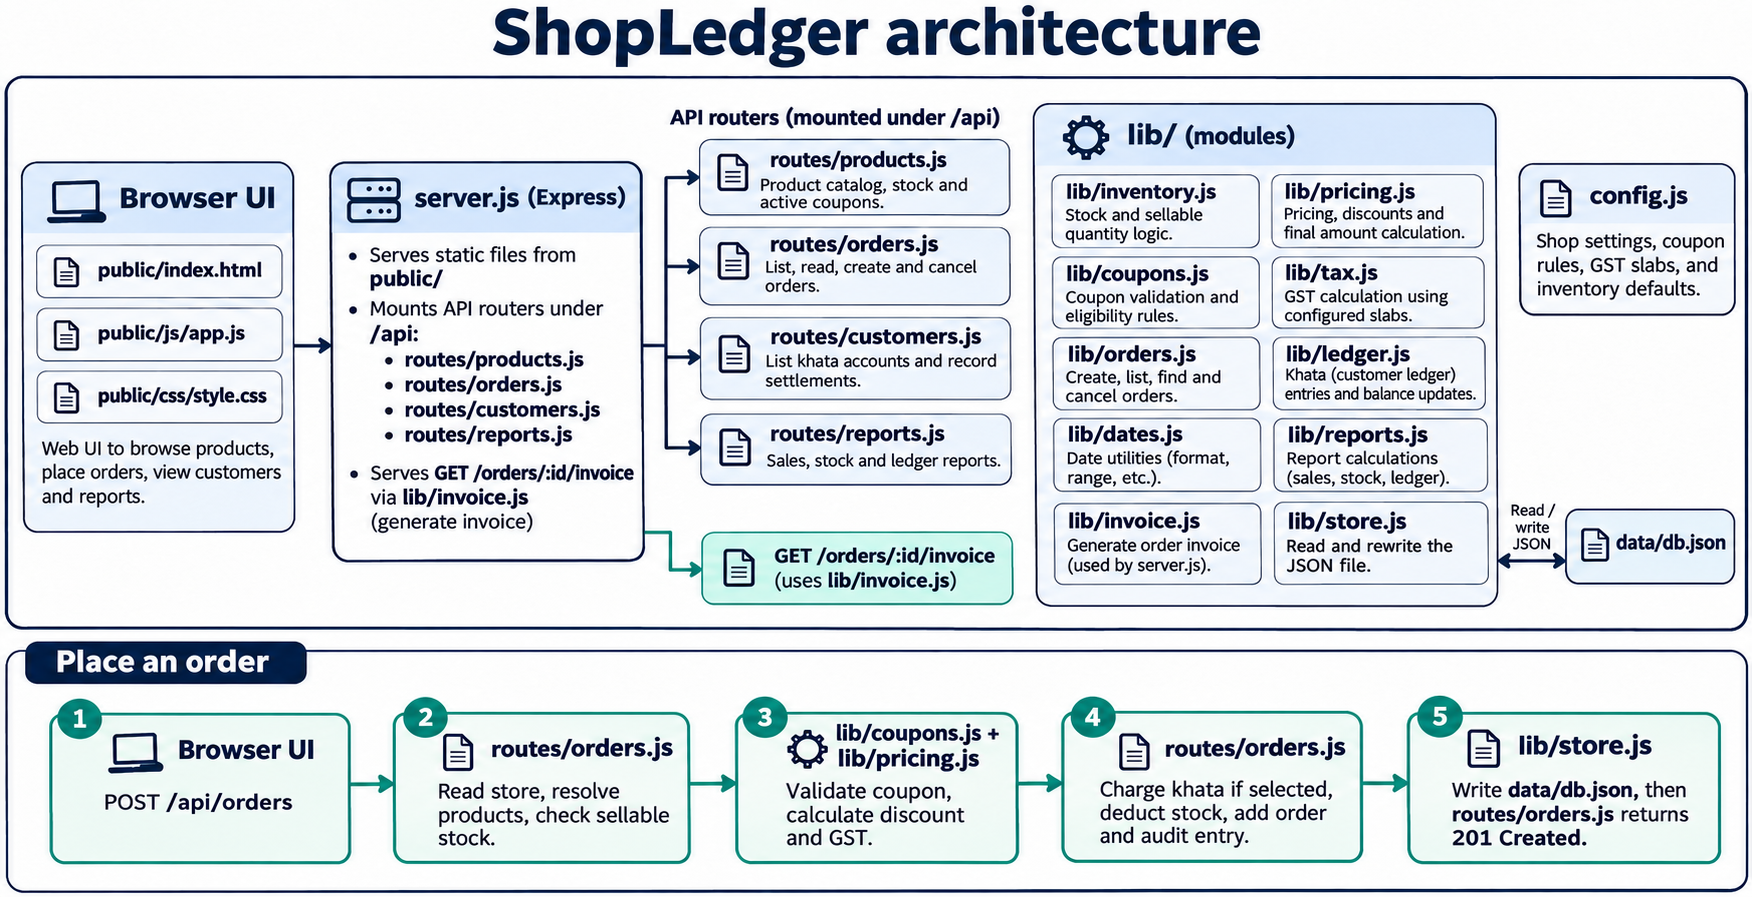 ShopLedger architecture
Browser UI
public/index.html
public/js/app.js
public/css/style.css
Web UI to browse products,
place orders, view customers
and reports.
server.js (Express)
• Serves static files from
public/
• Mounts API routers under
/api:
• routes/products.js
• routes/orders.js
• routes/customers.js
• routes/reports.js
• Serves GET /orders/:id/invoice
via lib/invoice.js
(generate invoice)
API routers (mounted under /api)
routes/products.js
Product catalog, stock and
active coupons.
routes/orders.js
List, read, create and cancel
orders.
routes/customers.js
List khata accounts and record
settlements.
routes/reports.js
Sales, stock and ledger reports.
GET /orders/:id/invoice
(uses lib/invoice.js)
lib/ (modules)
lib/inventory.js
Stock and sellable
quantity logic.
lib/pricing.js
Pricing, discounts and
final amount calculation.
lib/coupons.js
Coupon validation and
eligibility rules.
lib/tax.js
GST calculation using
configured slabs.
lib/orders.js
Create, list, find and
cancel orders.
lib/ledger.js
Khata (customer ledger)
entries and balance updates.
lib/dates.js
Date utilities (format,
range, etc.).
lib/reports.js
Report calculations
(sales, stock, ledger).
lib/invoice.js
Generate order invoice
(used by server.js).
lib/store.js
Read and rewrite the
JSON file.
config.js
Shop settings, coupon
rules, GST slabs, and
inventory defaults.
Read /
write
JSON
data/db.json
Place an order
1
Browser UI
POST /api/orders
2
routes/orders.js
Read store, resolve
products, check sellable
stock.
3
lib/coupons.js +
lib/pricing.js
Validate coupon,
calculate discount
and GST.
4
routes/orders.js
Charge khata if selected,
deduct stock, add order
and audit entry.
5
lib/store.js
Write data/db.json, then
routes/orders.js returns
201 Created.